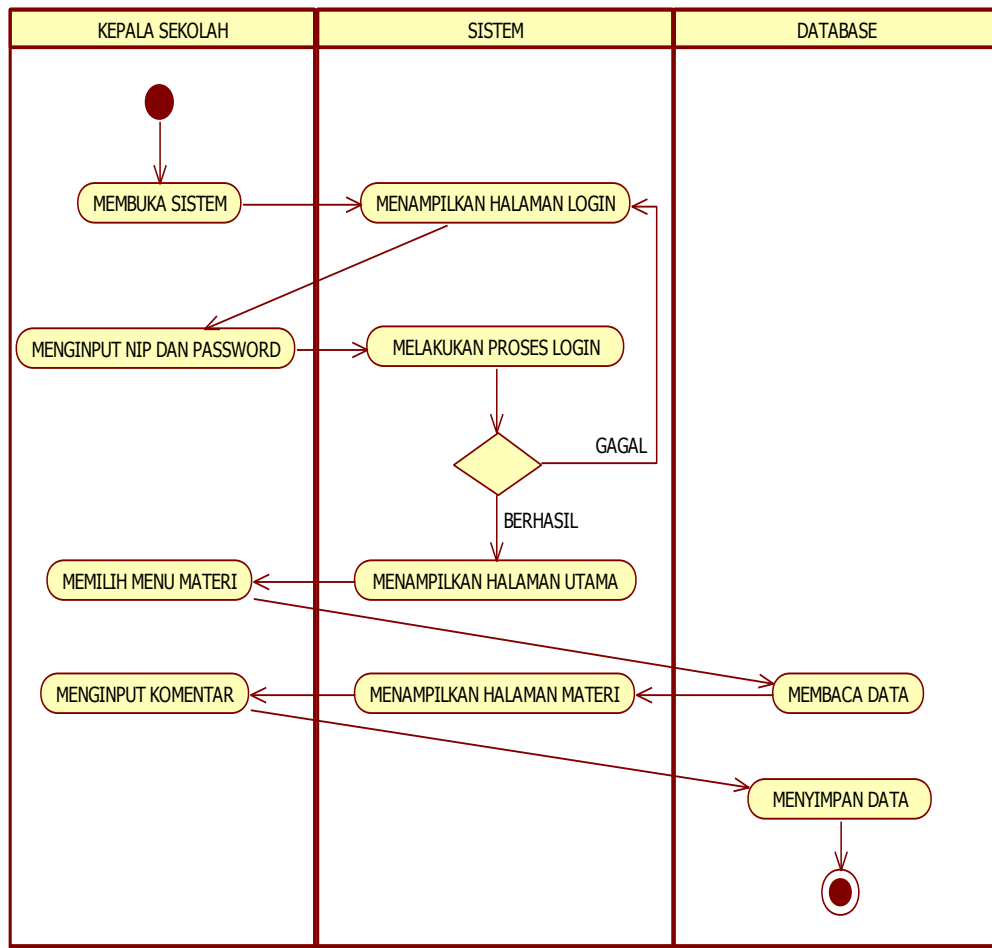 KEPALA SEKOLAH
SISTEM
DATABASE
MEMBUKA SISTEM
MENAMPILKAN HALAMAN LOGIN
MENGINPUT NIP DAN PASSWORD
MELAKUKAN PROSES LOGIN
GAGAL
BERHASIL
MEMILIH MENU MATERI
MENAMPILKAN HALAMAN UTAMA
MENGINPUT KOMENTAR
MENAMPILKAN HALAMAN MATERI
MEMBACA DATA
MENYIMPAN DATA